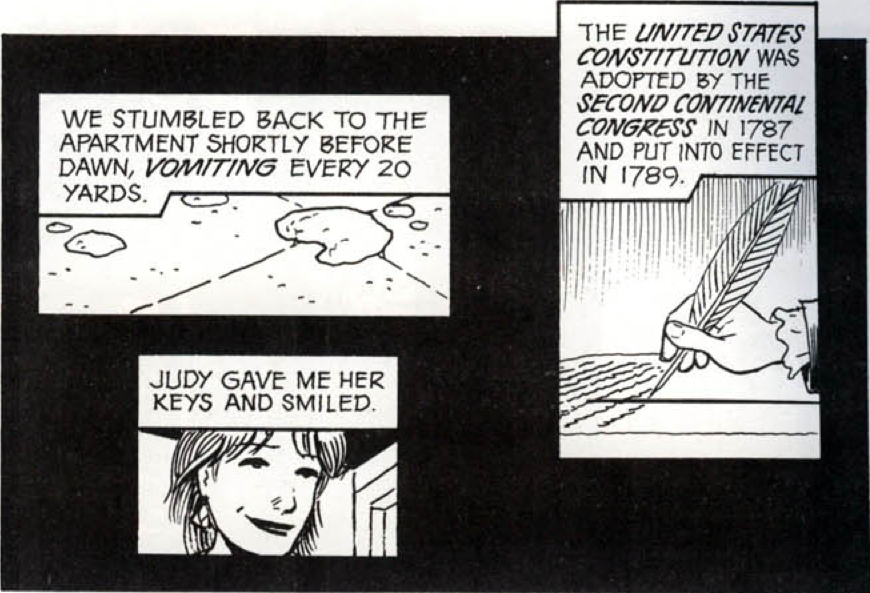 WE STUMBLED BACK TO THE
APARTMENT SHORTLY BEFORE
DAWN, VOMITING EVERY 20
YARDS.
JUDY GAVE ME HER
KEYS AND SMILED.
THE UNITED STATES
CONSTITUTION WAS
ADOPTED BY THE
SECOND CONTINENTAL
CONGRESS IN 1787
AND PUT INTO EFFECT
IN 1789.